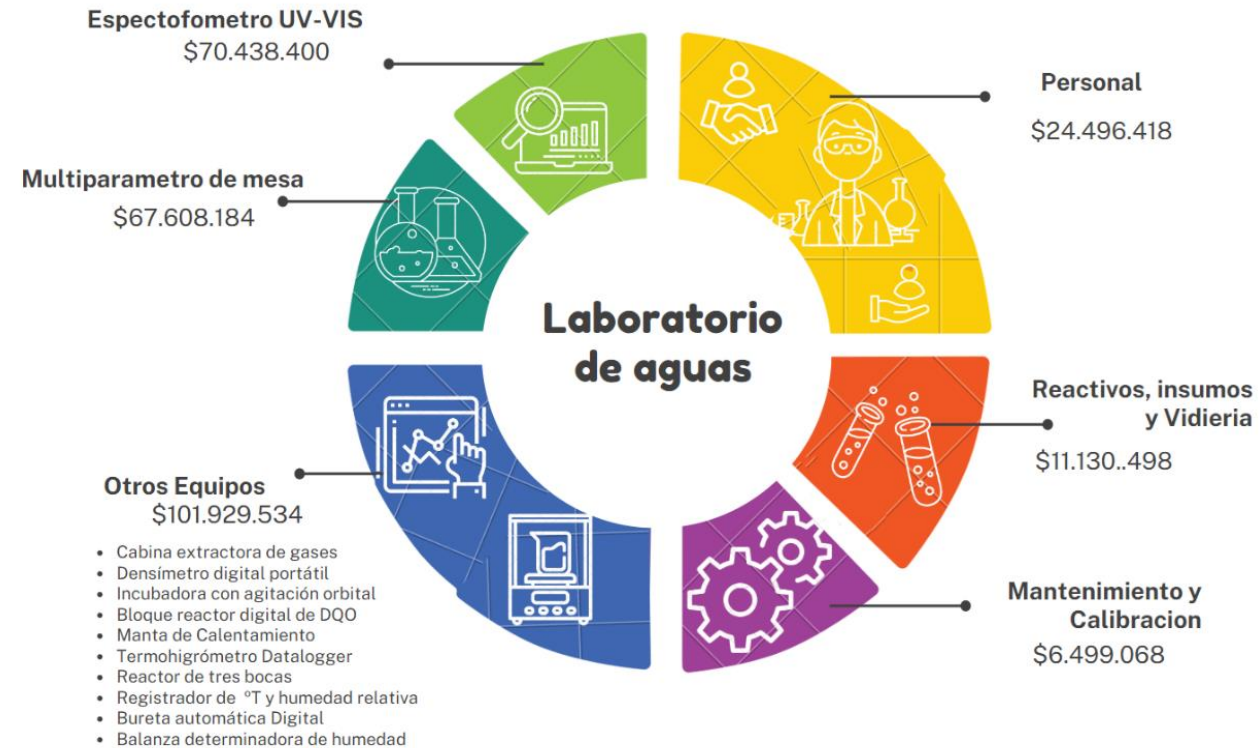 Espectofometro UV-VIS
$70.438.400
Multiparametro de mesa
$67.608.184
Otros Equipos
$101.929.534
• Cabina extractora de gases
• Densímetro digital portátil
• Incubadora con agitación orbital
• Bloque reactor digital de DQO
• Manta de Calentamiento
• Termohigrómetro Datalogger
• Reactor de tres bocas
• Registrador de ºT y humedad relativa
• Bureta automática Digital
• Balanza determinadora de humedad
Laboratorio
de aguas
Personal
$24.496.418
Reactivos, insumos
y Vidieria
$11.130..498
Mantenimiento y
Calibracion
$6.499.068